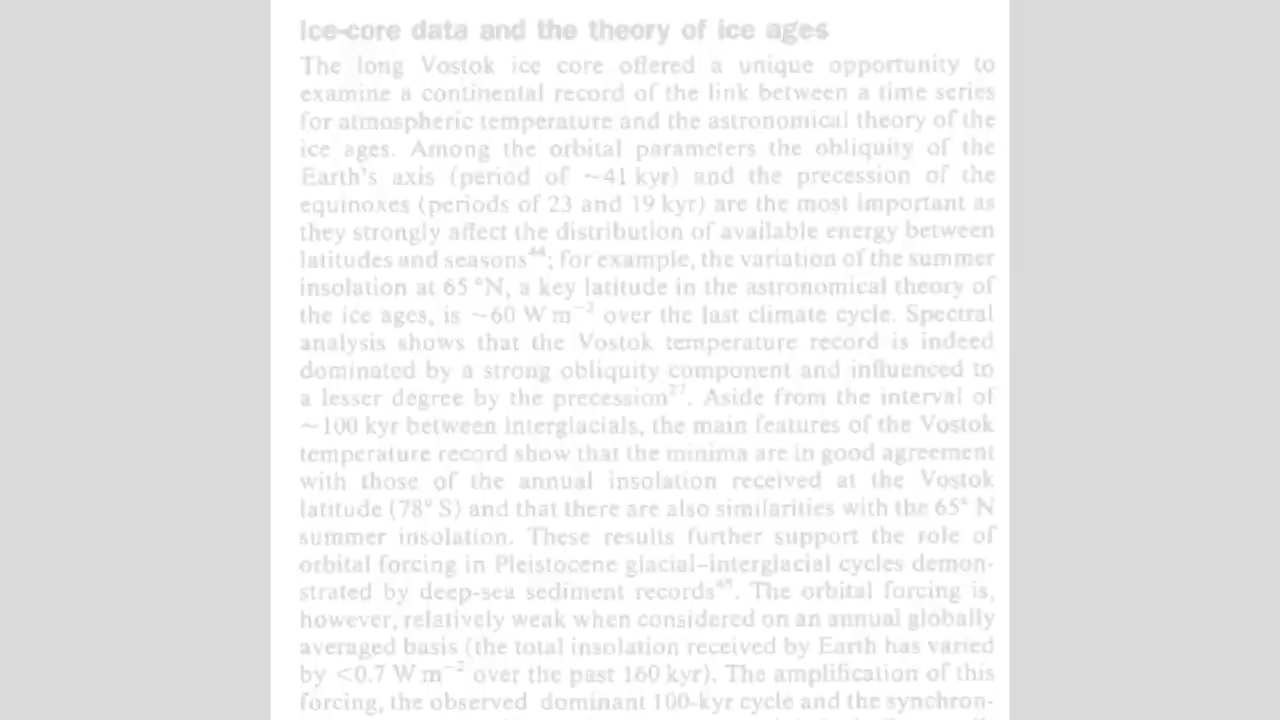 Ice-core data and the theory of ice ages
The long Vostok ice core offered a unique opportunity to
examine a continental record of the link between a time series
for atmospheric temperature and the astronomical theory of the
ice ages. Among the orbital parameters the obliquity of the
Earth's axis (period of ~41 kyr) and the precession of the
equinoxes (periods of 23 and 19 kyr) are the most important as
they strongly affect the distribution of available energy between
latitudes and seasons⁴⁴; for example, the variation of the summer
insolation at 65 °N, a key latitude in the astronomical theory of
the ice ages, is ~60 W m⁻² over the last climate cycle. Spectral
analysis shows that the Vostok temperature record is indeed
dominated by a strong obliquity component and influenced to
a lesser degree by the precession²⁷. Aside from the interval of
~100 kyr between interglacials, the main features of the Vostok
temperature record show that the minima are in good agreement
with those of the annual insolation received at the Vostok
latitude (78° S) and that there are also similarities with the 65° N
summer insolation. These results further support the role of
orbital forcing in Pleistocene glacial–interglacial cycles demon-
strated by deep-sea sediment records⁴⁵. The orbital forcing is,
however, relatively weak when considered on an annual globally
averaged basis (the total insolation received by Earth has varied
by <0.7 W m⁻² over the past 160 kyr). The amplification of this
forcing, the observed dominant 100-kyr cycle and the synchron-